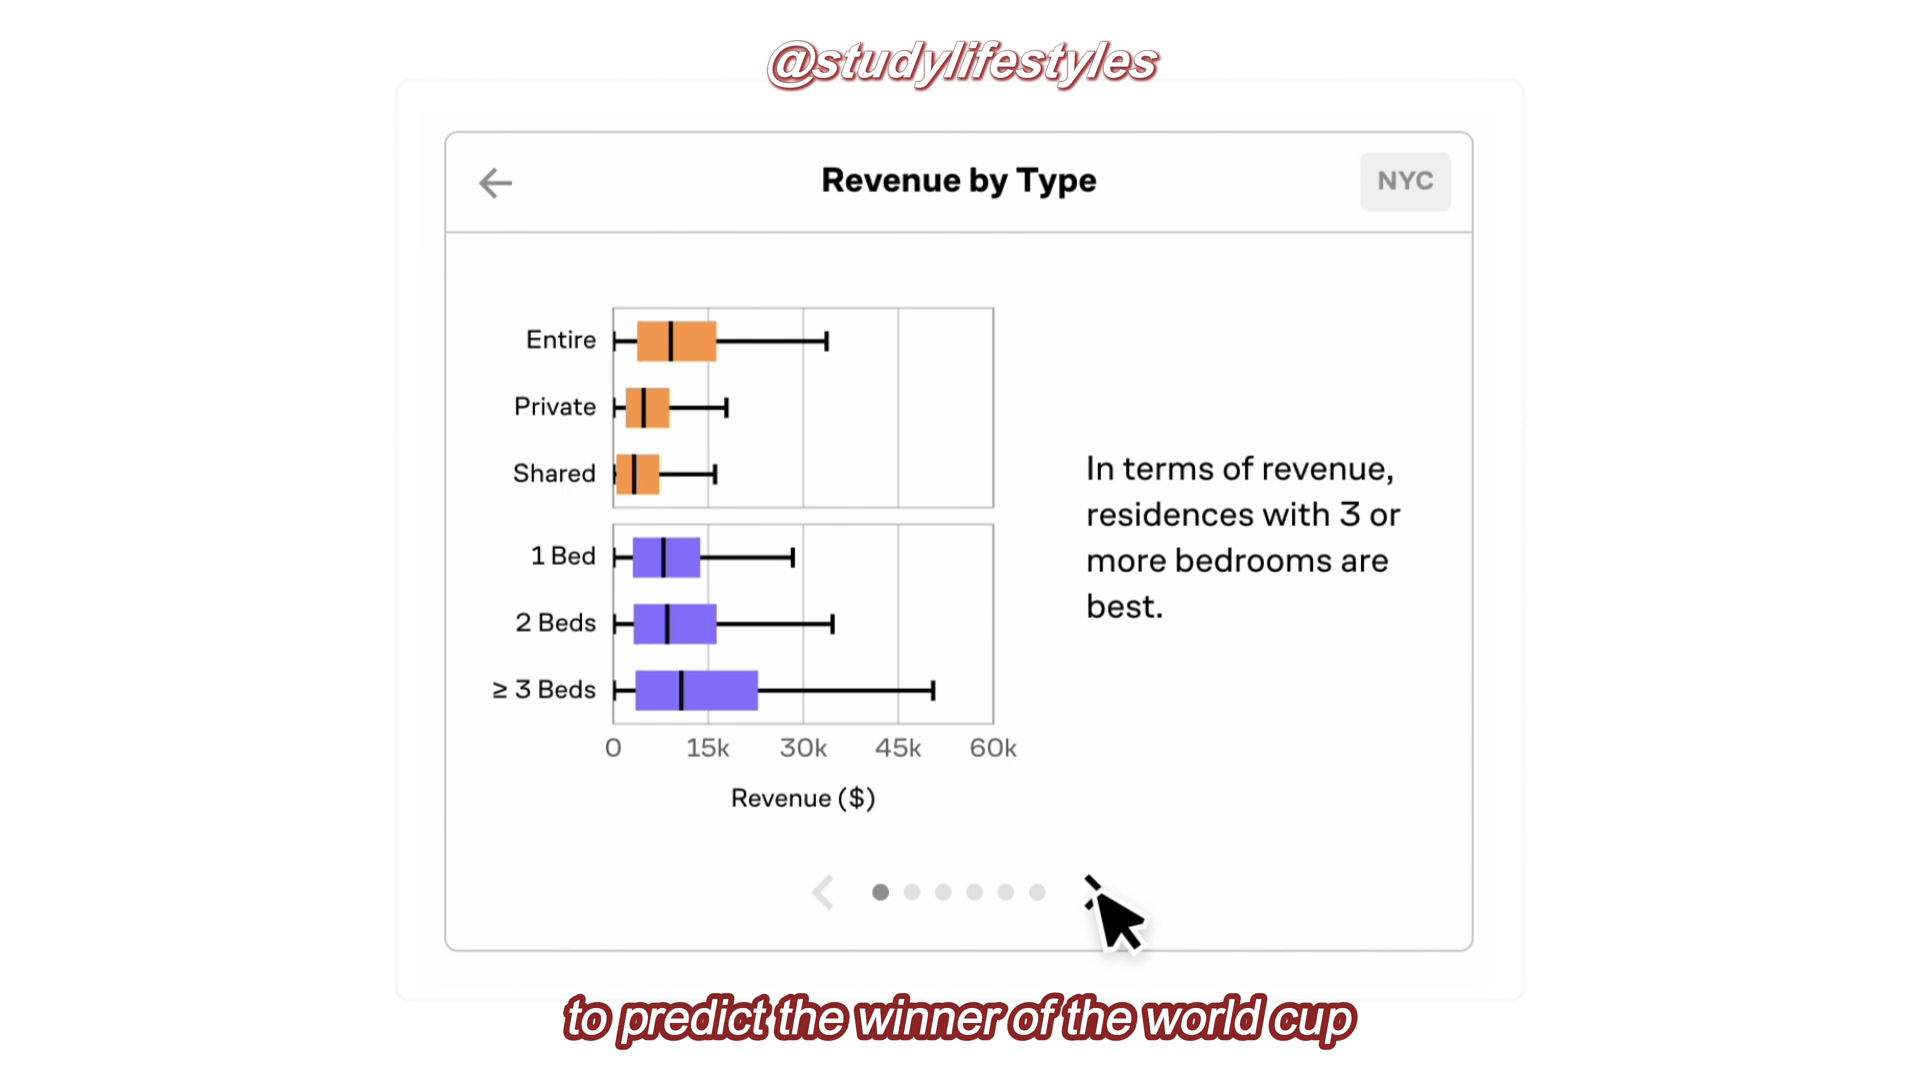 @studylifestyles
Revenue by Type
NYC
Entire
Private
Shared
1 Bed
2 Beds
≥ 3 Beds
0 15k 30k 45k 60k
Revenue ($)
In terms of revenue,
residences with 3 or
more bedrooms are
best.
to predict the winner of the world cup